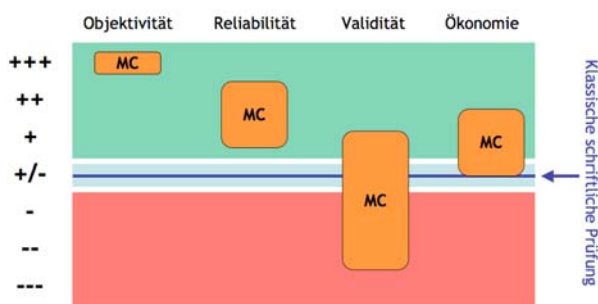 Objektivität Reliabilität Validität Ökonomie
+++ MC
++ MC
+ MC
+/-
- MC
--
---
Klassische schriftliche Prüfung